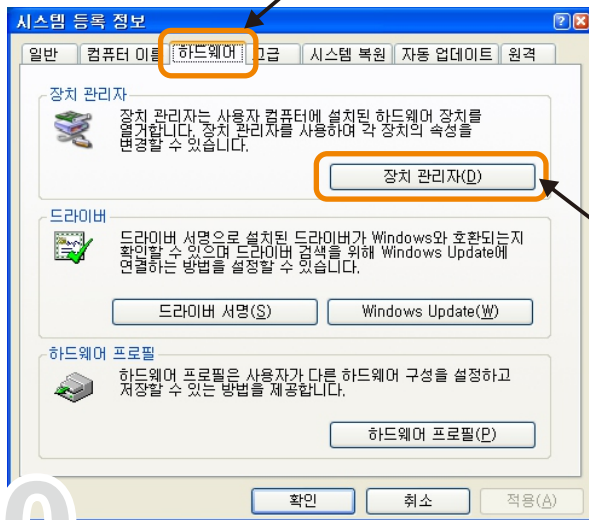 시스템 등록 정보
일반 컴퓨터 이름 하드웨어 고급 시스템 복원 자동 업데이트 원격
장치 관리자
장치 관리자는 사용자 컴퓨터에 설치된 하드웨어 장치를
열거합니다. 장치 관리자를 사용하여 각 장치의 속성을
변경할 수 있습니다.
장치 관리자(D)
드라이버
드라이버 서명으로 설치된 드라이버가 Windows와 호환되는지
확인할 수 있으며 드라이버 검색을 위해 Windows Update에
연결하는 방법을 설정할 수 있습니다.
드라이버 서명(S) Windows Update(W)
하드웨어 프로필
하드웨어 프로필은 사용자가 다른 하드웨어 구성을 설정하고
저장할 수 있는 방법을 제공합니다.
하드웨어 프로필(P)
확인 취소 적용(A)